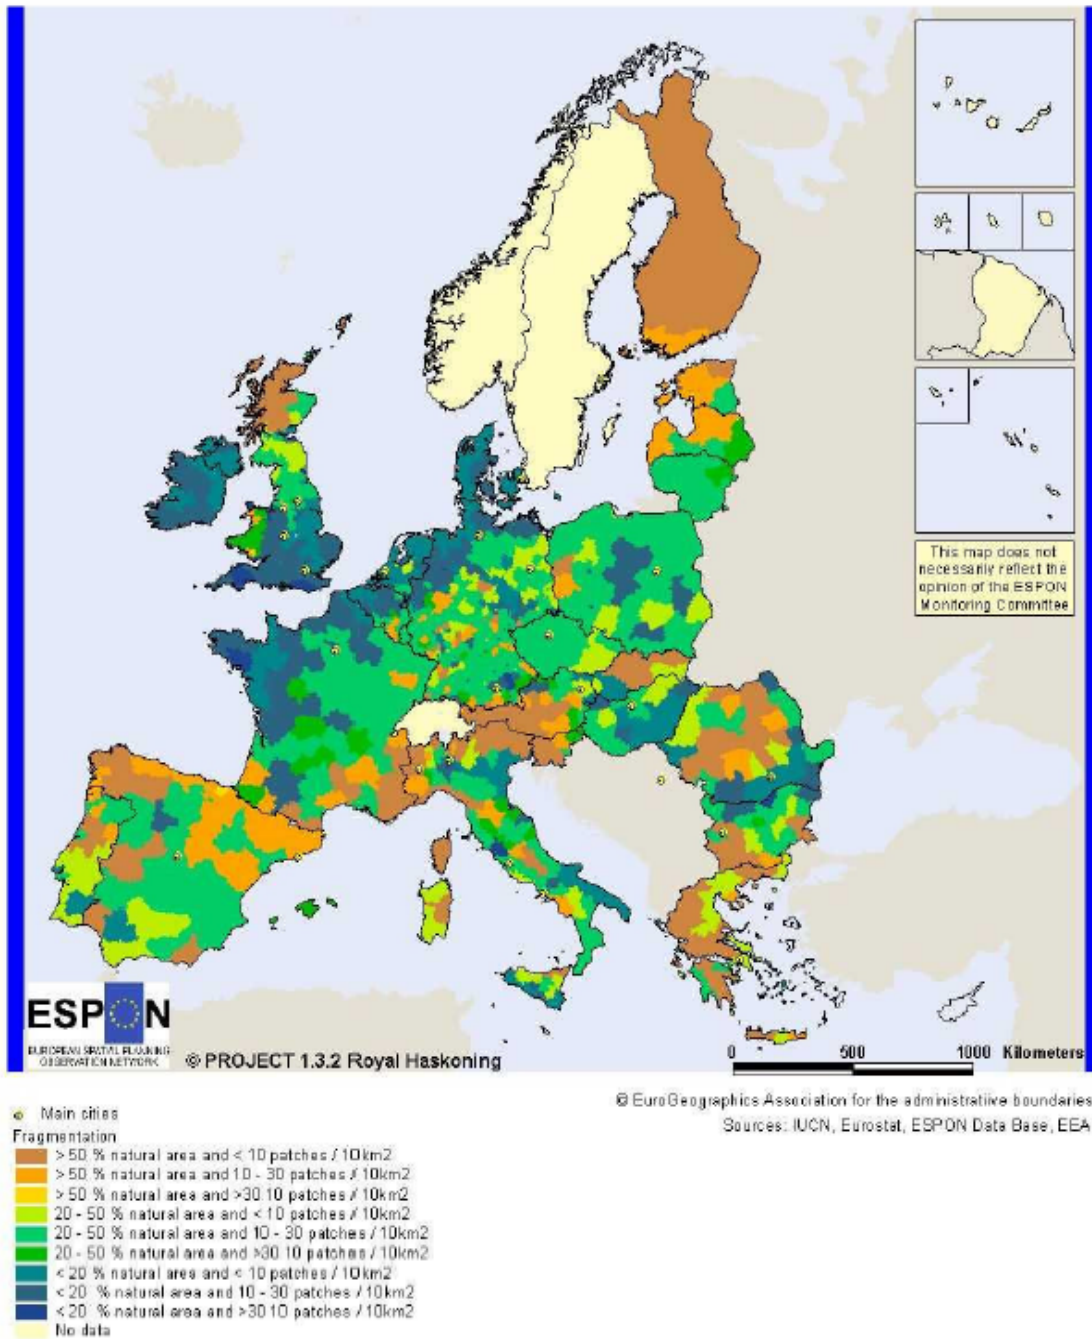 This map does not
necessarily reflect the
opinion of the ESPON
Monitoring Committee
ESPON
EUROPEAN SPATIAL PLANNING
OBSERVATION NETWORK
© PROJECT 1.3.2 Royal Haskoning
0 500 1000 Kilometers
© EuroGeographics Association for the administratiive boundaries
Sources: IUCN, Eurostat, ESPON Data Base, EEA
Main cities
Fragmentation
> 50 % natural area and < 10 patches / 10km2
> 50 % natural area and 10 - 30 patches / 10km2
> 50 % natural area and >30 10 patches / 10km2
20 - 50 % natural area and < 10 patches / 10km2
20 - 50 % natural area and 10 - 30 patches / 10km2
20 - 50 % natural area and >30 10 patches / 10km2
< 20 % natural area and < 10 patches / 10km2
< 20 % natural area and 10 - 30 patches / 10km2
< 20 % natural area and >30 10 patches / 10km2
No data